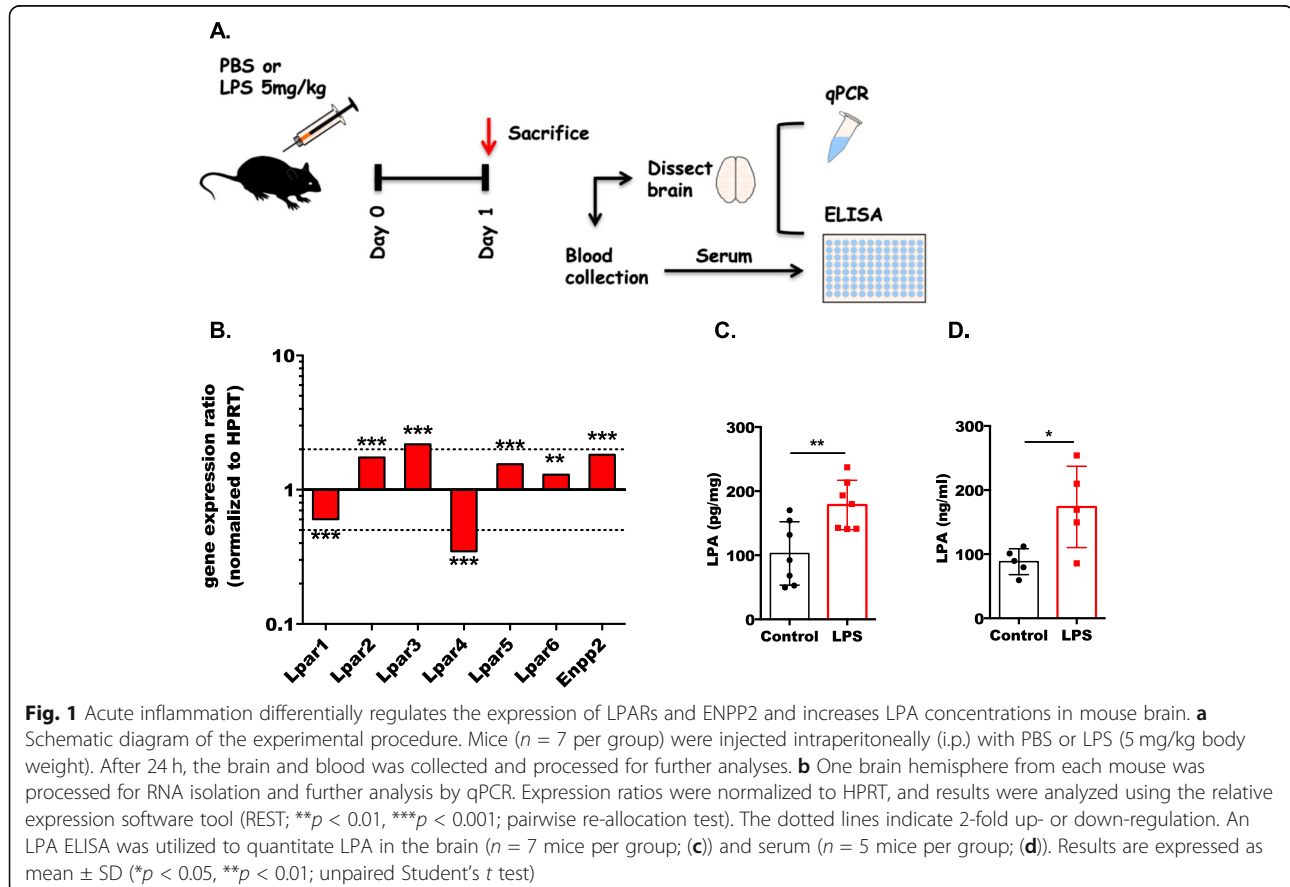 A.
PBS or
LPS 5mg/kg
Sacrifice
Day 0
Day 1
Dissect
brain
Blood
collection
Serum
qPCR
ELISA
B.
gene expression ratio
(normalized to HPRT)
10
1
0.1
***
***
***
***
***
**
***
Lpar1
Lpar2
Lpar3
Lpar4
Lpar5
Lpar6
Enpp2
C.
LPA (pg/mg)
300
200
100
0
**
Control LPS
D.
LPA (ng/ml)
300
200
100
0
*
Control LPS
Fig. 1 Acute inflammation differentially regulates the expression of LPARs and ENPP2 and increases LPA concentrations in mouse brain. a
Schematic diagram of the experimental procedure. Mice (n = 7 per group) were injected intraperitoneally (i.p.) with PBS or LPS (5 mg/kg body
weight). After 24 h, the brain and blood was collected and processed for further analyses. b One brain hemisphere from each mouse was
processed for RNA isolation and further analysis by qPCR. Expression ratios were normalized to HPRT, and results were analyzed using the relative
expression software tool (REST; **p < 0.01, ***p < 0.001; pairwise re-allocation test). The dotted lines indicate 2-fold up- or down-regulation. An
LPA ELISA was utilized to quantitate LPA in the brain (n = 7 mice per group; (c)) and serum (n = 5 mice per group; (d)). Results are expressed as
mean ± SD (*p < 0.05, **p < 0.01; unpaired Student's t test)